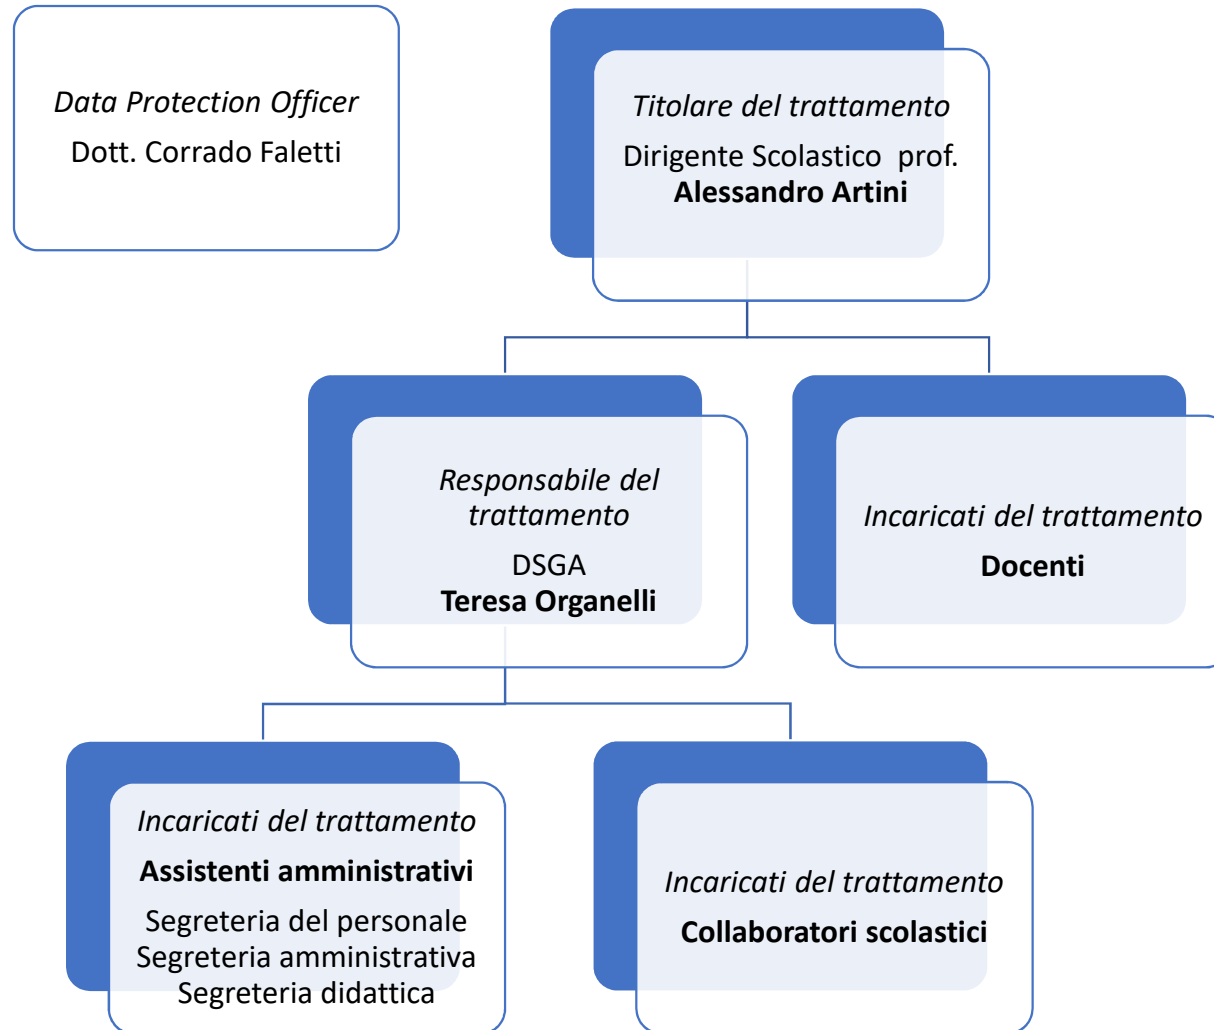 Data Protection Officer
Dott. Corrado Faletti
Titolare del trattamento
Dirigente Scolastico  prof.
Alessandro Artini
Responsabile del
trattamento
DSGA
Teresa Organelli
Incaricati del trattamento
Docenti
Incaricati del trattamento
Assistenti amministrativi
Segreteria del personale
Segreteria amministrativa
Segreteria didattica
Incaricati del trattamento
Collaboratori scolastici